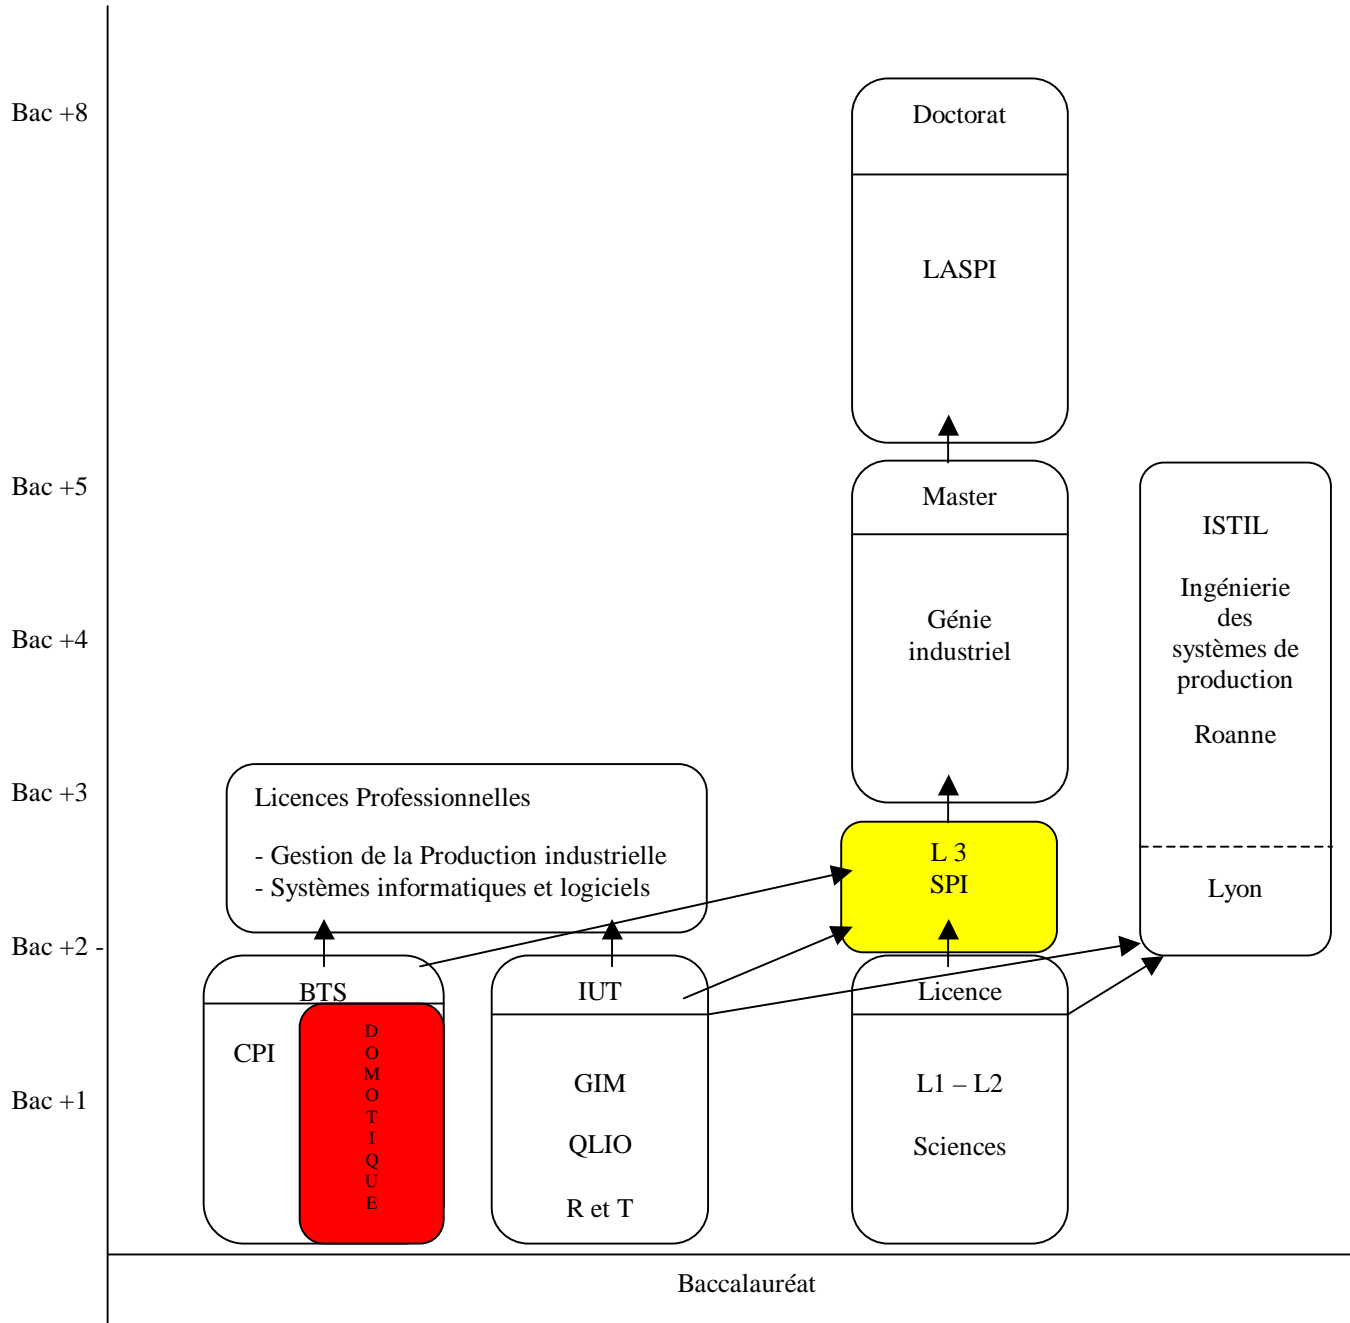 Bac +8
Doctorat
LASPI
Bac +5
Master
ISTIL
Ingénierie
des
systèmes de
production
Roanne
Génie
industriel
Bac +4
Bac +3
Licences Professionnelles
- Gestion de la Production industrielle
- Systèmes informatiques et logiciels
L 3
SPI
Lyon
Bac +2 -
BTS
IUT
Licence
CPI
DOMOTIQUE
GIM
QLIO
R et T
L1 – L2
Sciences
Bac +1
Baccalauréat